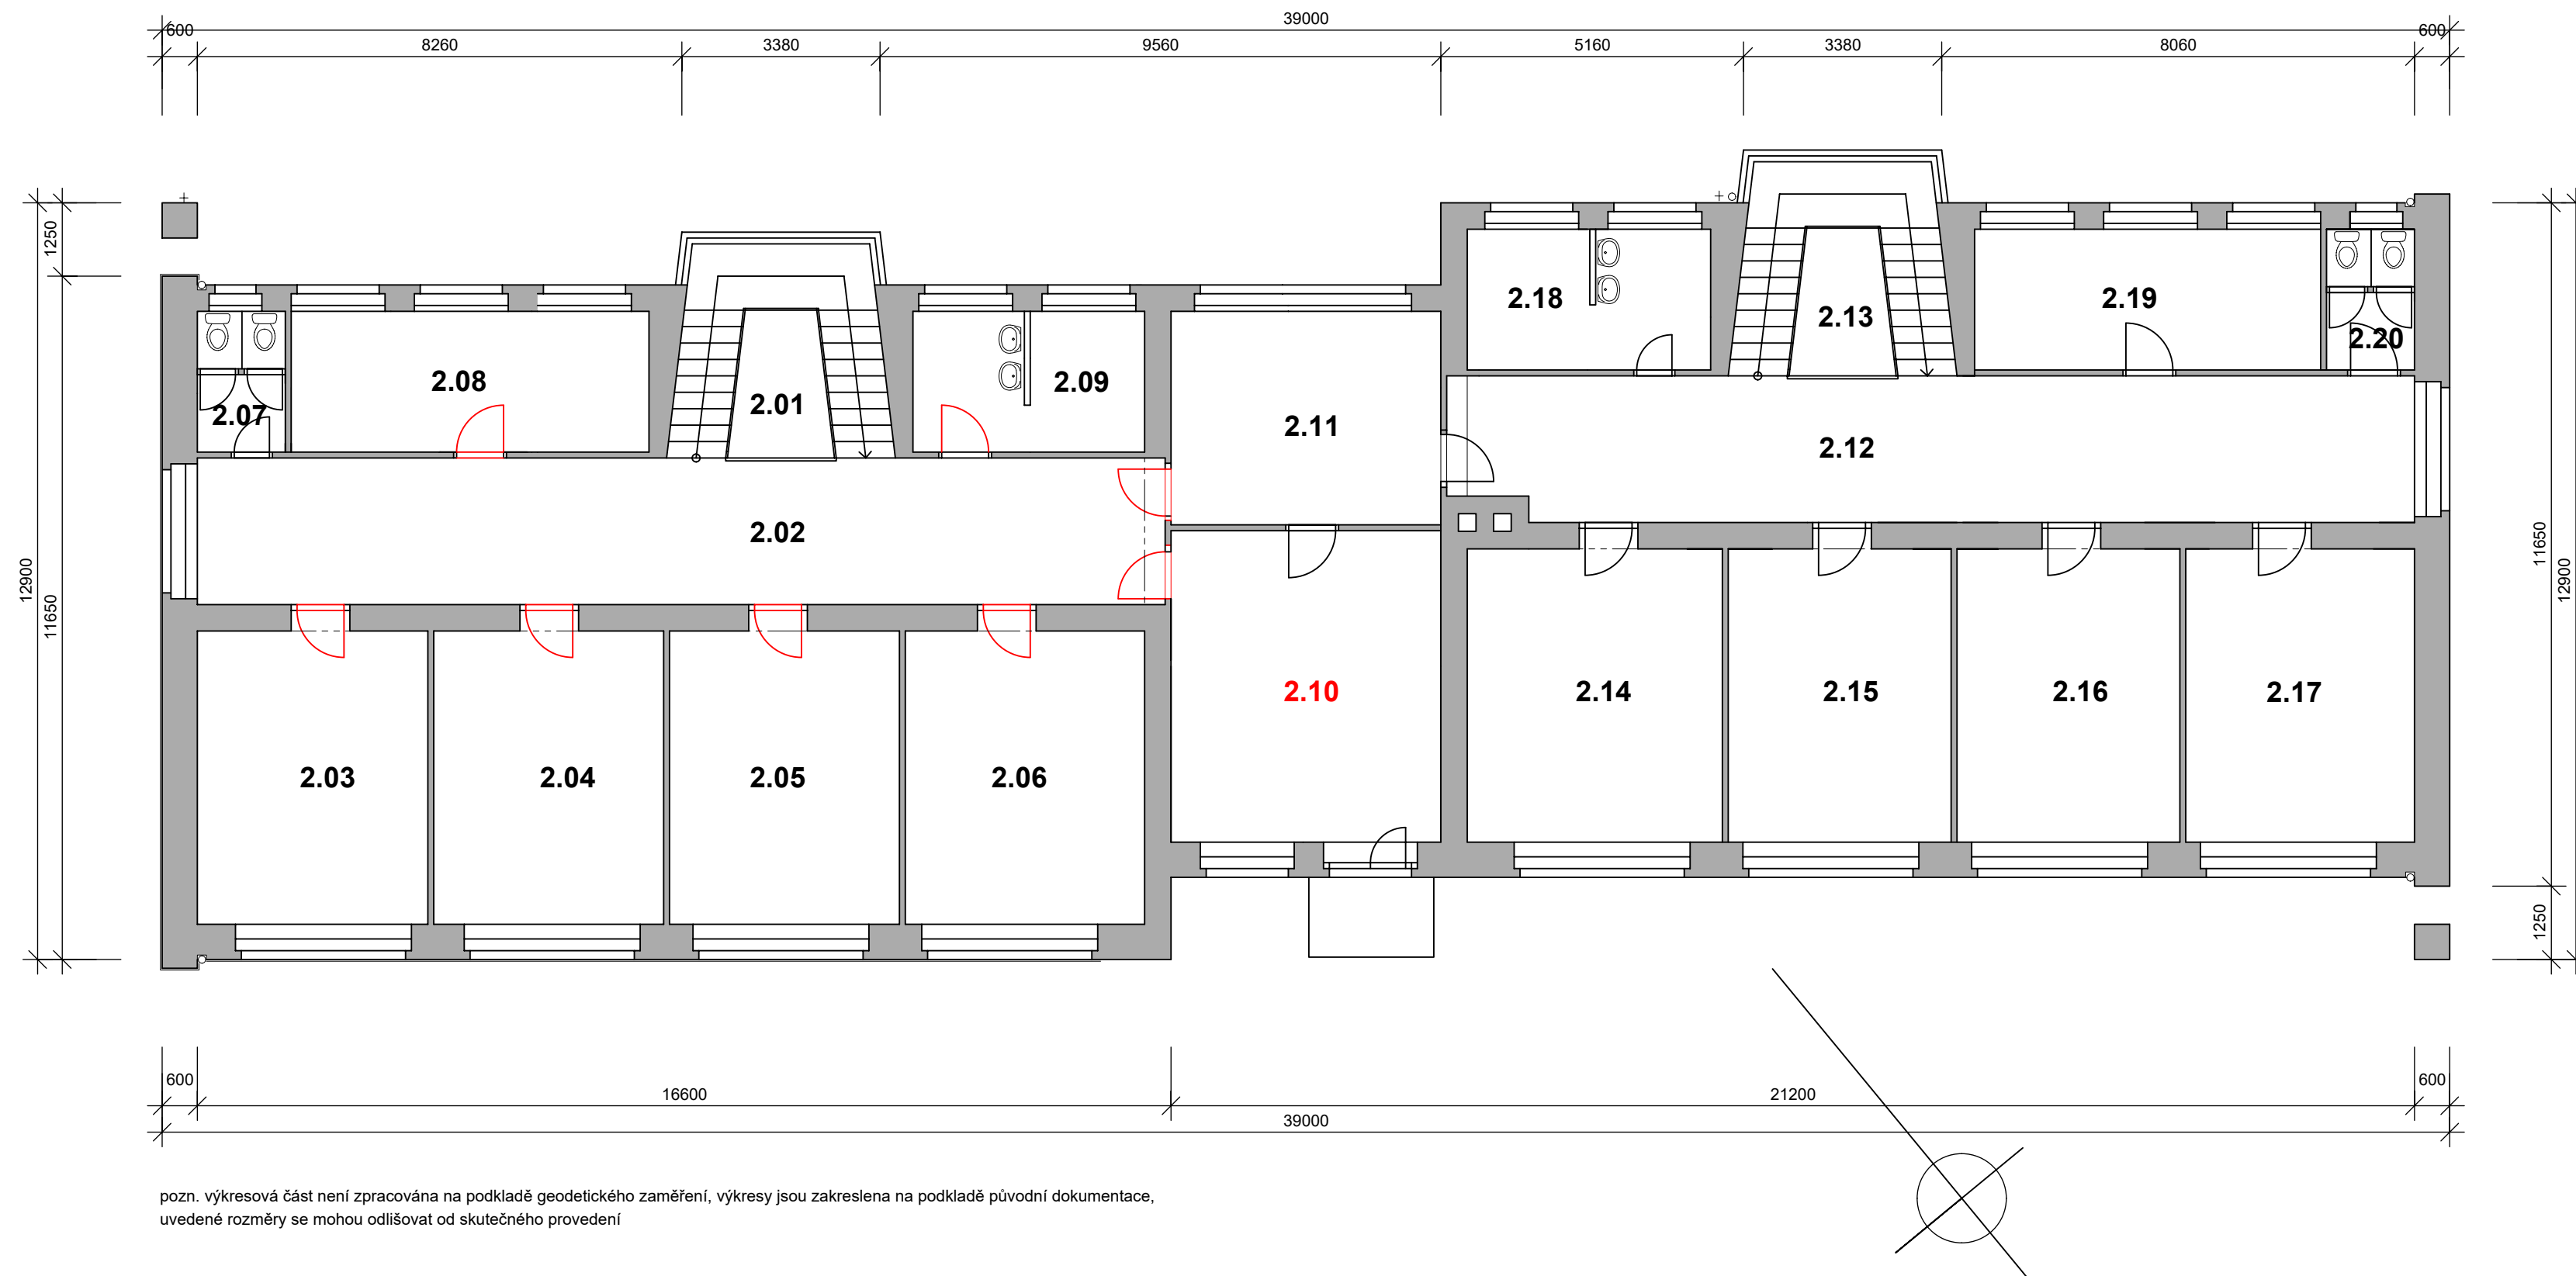 39000
600 8260 3380 9560 5160 3380 8060 600
1250
2.18 2.13 2.19 2.20
2.07 2.08 2.01 2.09 2.11 2.12
2.02
12900 11650 11650 12900
2.10 2.14 2.15 2.16 2.17
2.03 2.04 2.05 2.06
1250
600 16600 21200 600
39000
pozn. výkresová část není zpracována na podkladě geodetického zaměření, výkresy jsou zakreslena na podkladě původní dokumentace,
uvedené rozměry se mohou odlišovat od skutečného provedení